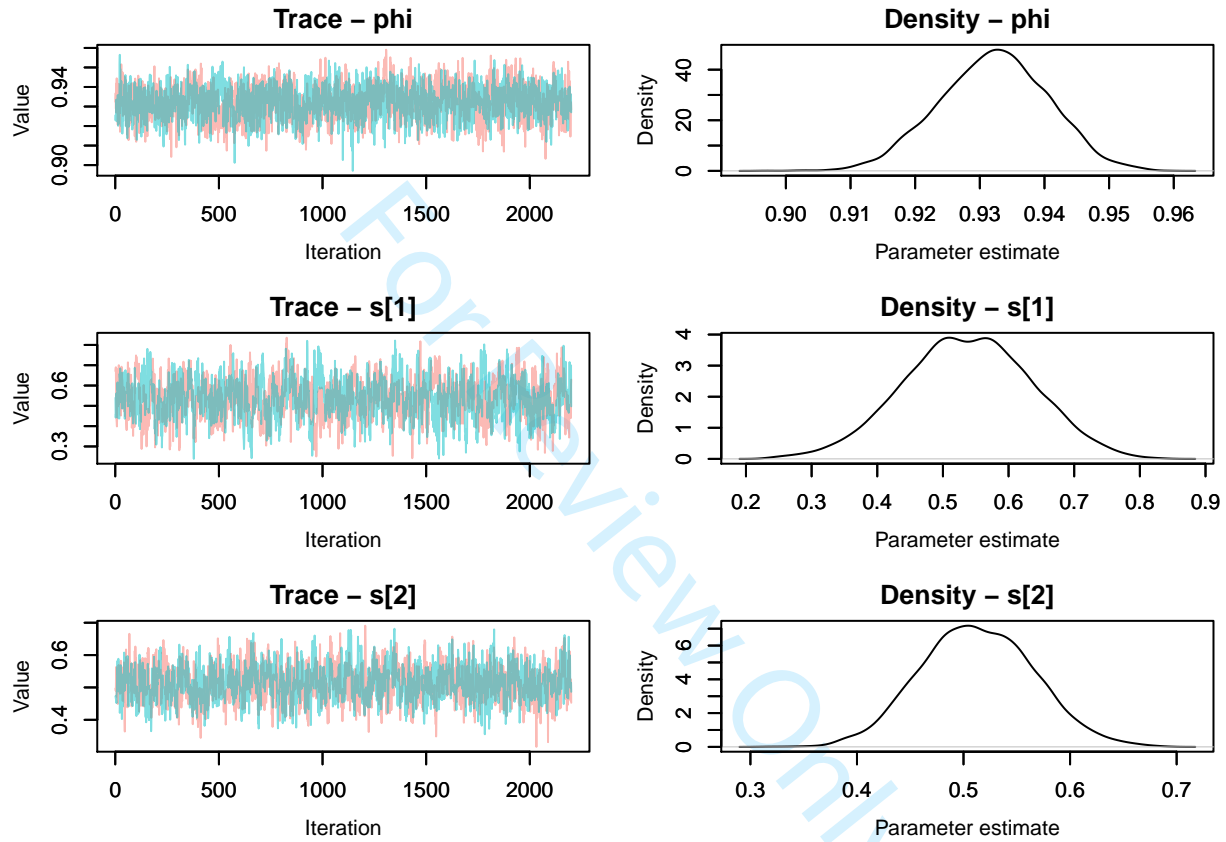 Trace – phi
Value
0.90
0.94
0
500
1000
1500
2000
Iteration
Density – phi
Density
0
20
40
0.90
0.91
0.92
0.93
0.94
0.95
0.96
Parameter estimate
Trace – s[1]
Value
0.3
0.6
0
500
1000
1500
2000
Iteration
Density – s[1]
Density
0
1
2
3
4
0.2
0.3
0.4
0.5
0.6
0.7
0.8
0.9
Parameter estimate
Trace – s[2]
Value
0.4
0.6
0
500
1000
1500
2000
Iteration
Density – s[2]
Density
0
2
4
6
0.3
0.4
0.5
0.6
0.7
Parameter estimate
For Review Onl